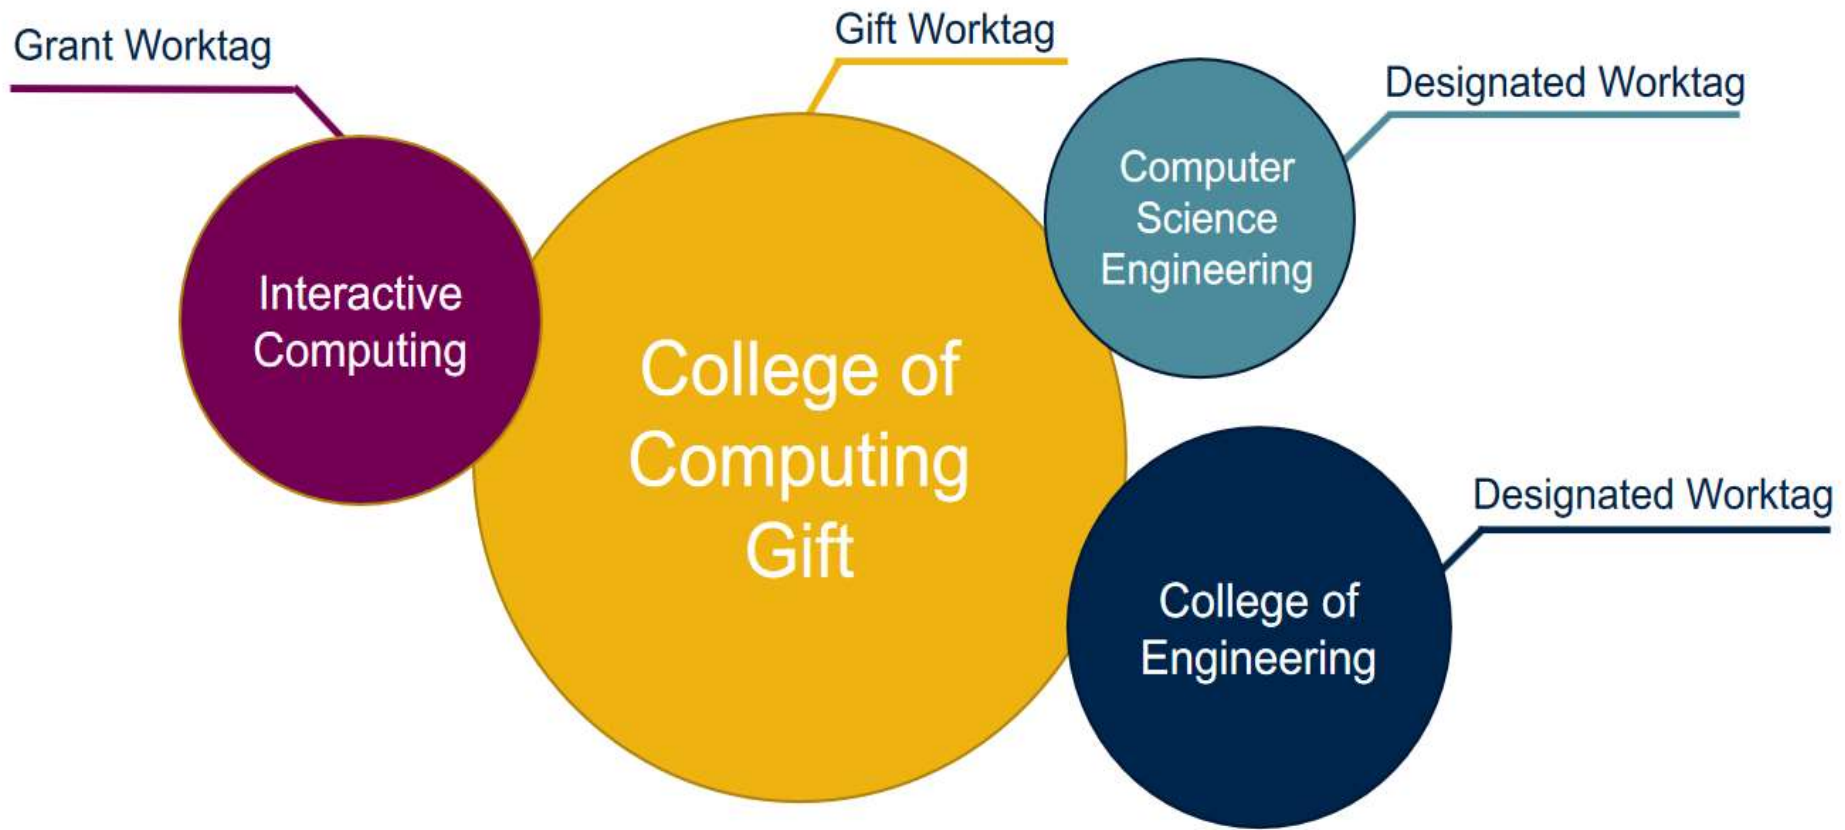 Grant Worktag
Gift Worktag
Designated Worktag
Computer
Science
Engineering
Interactive
Computing
College of
Computing
Gift
Designated Worktag
College of
Engineering